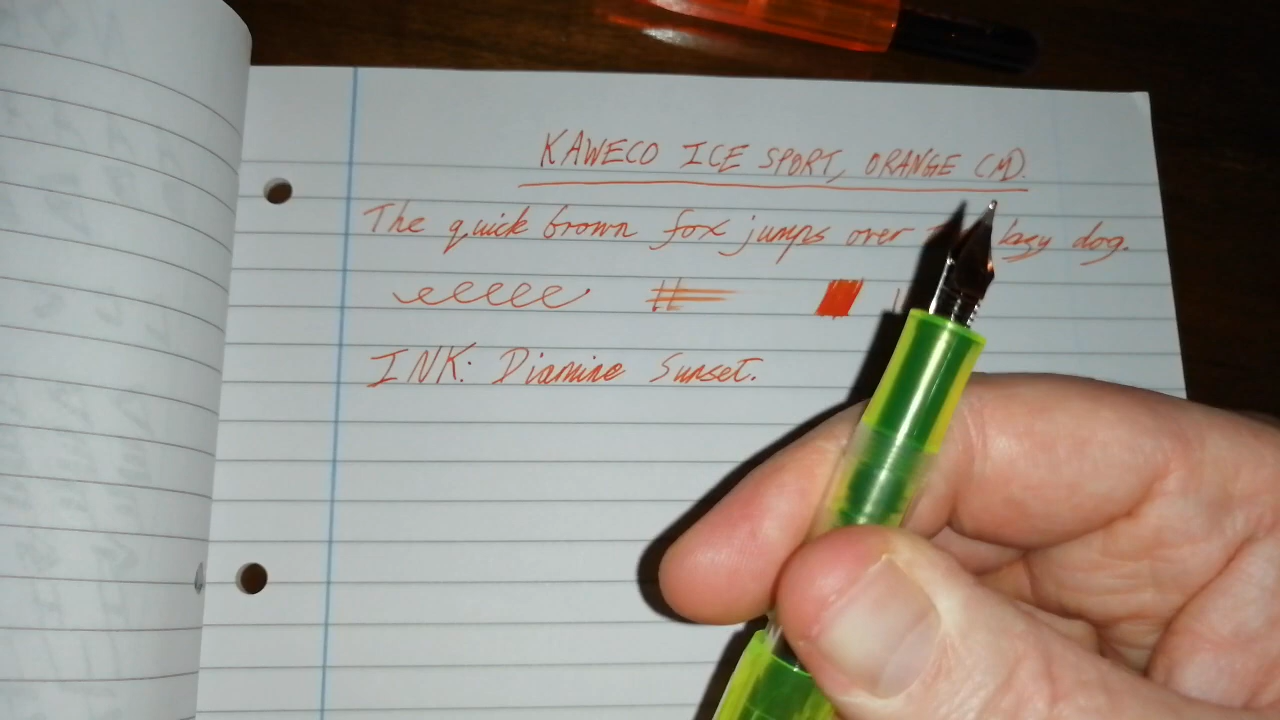 KAWECO ICE SPORT, ORANGE (M).
The quick brown fox jumps over lazy dog.
INK: Diamine Sunset.